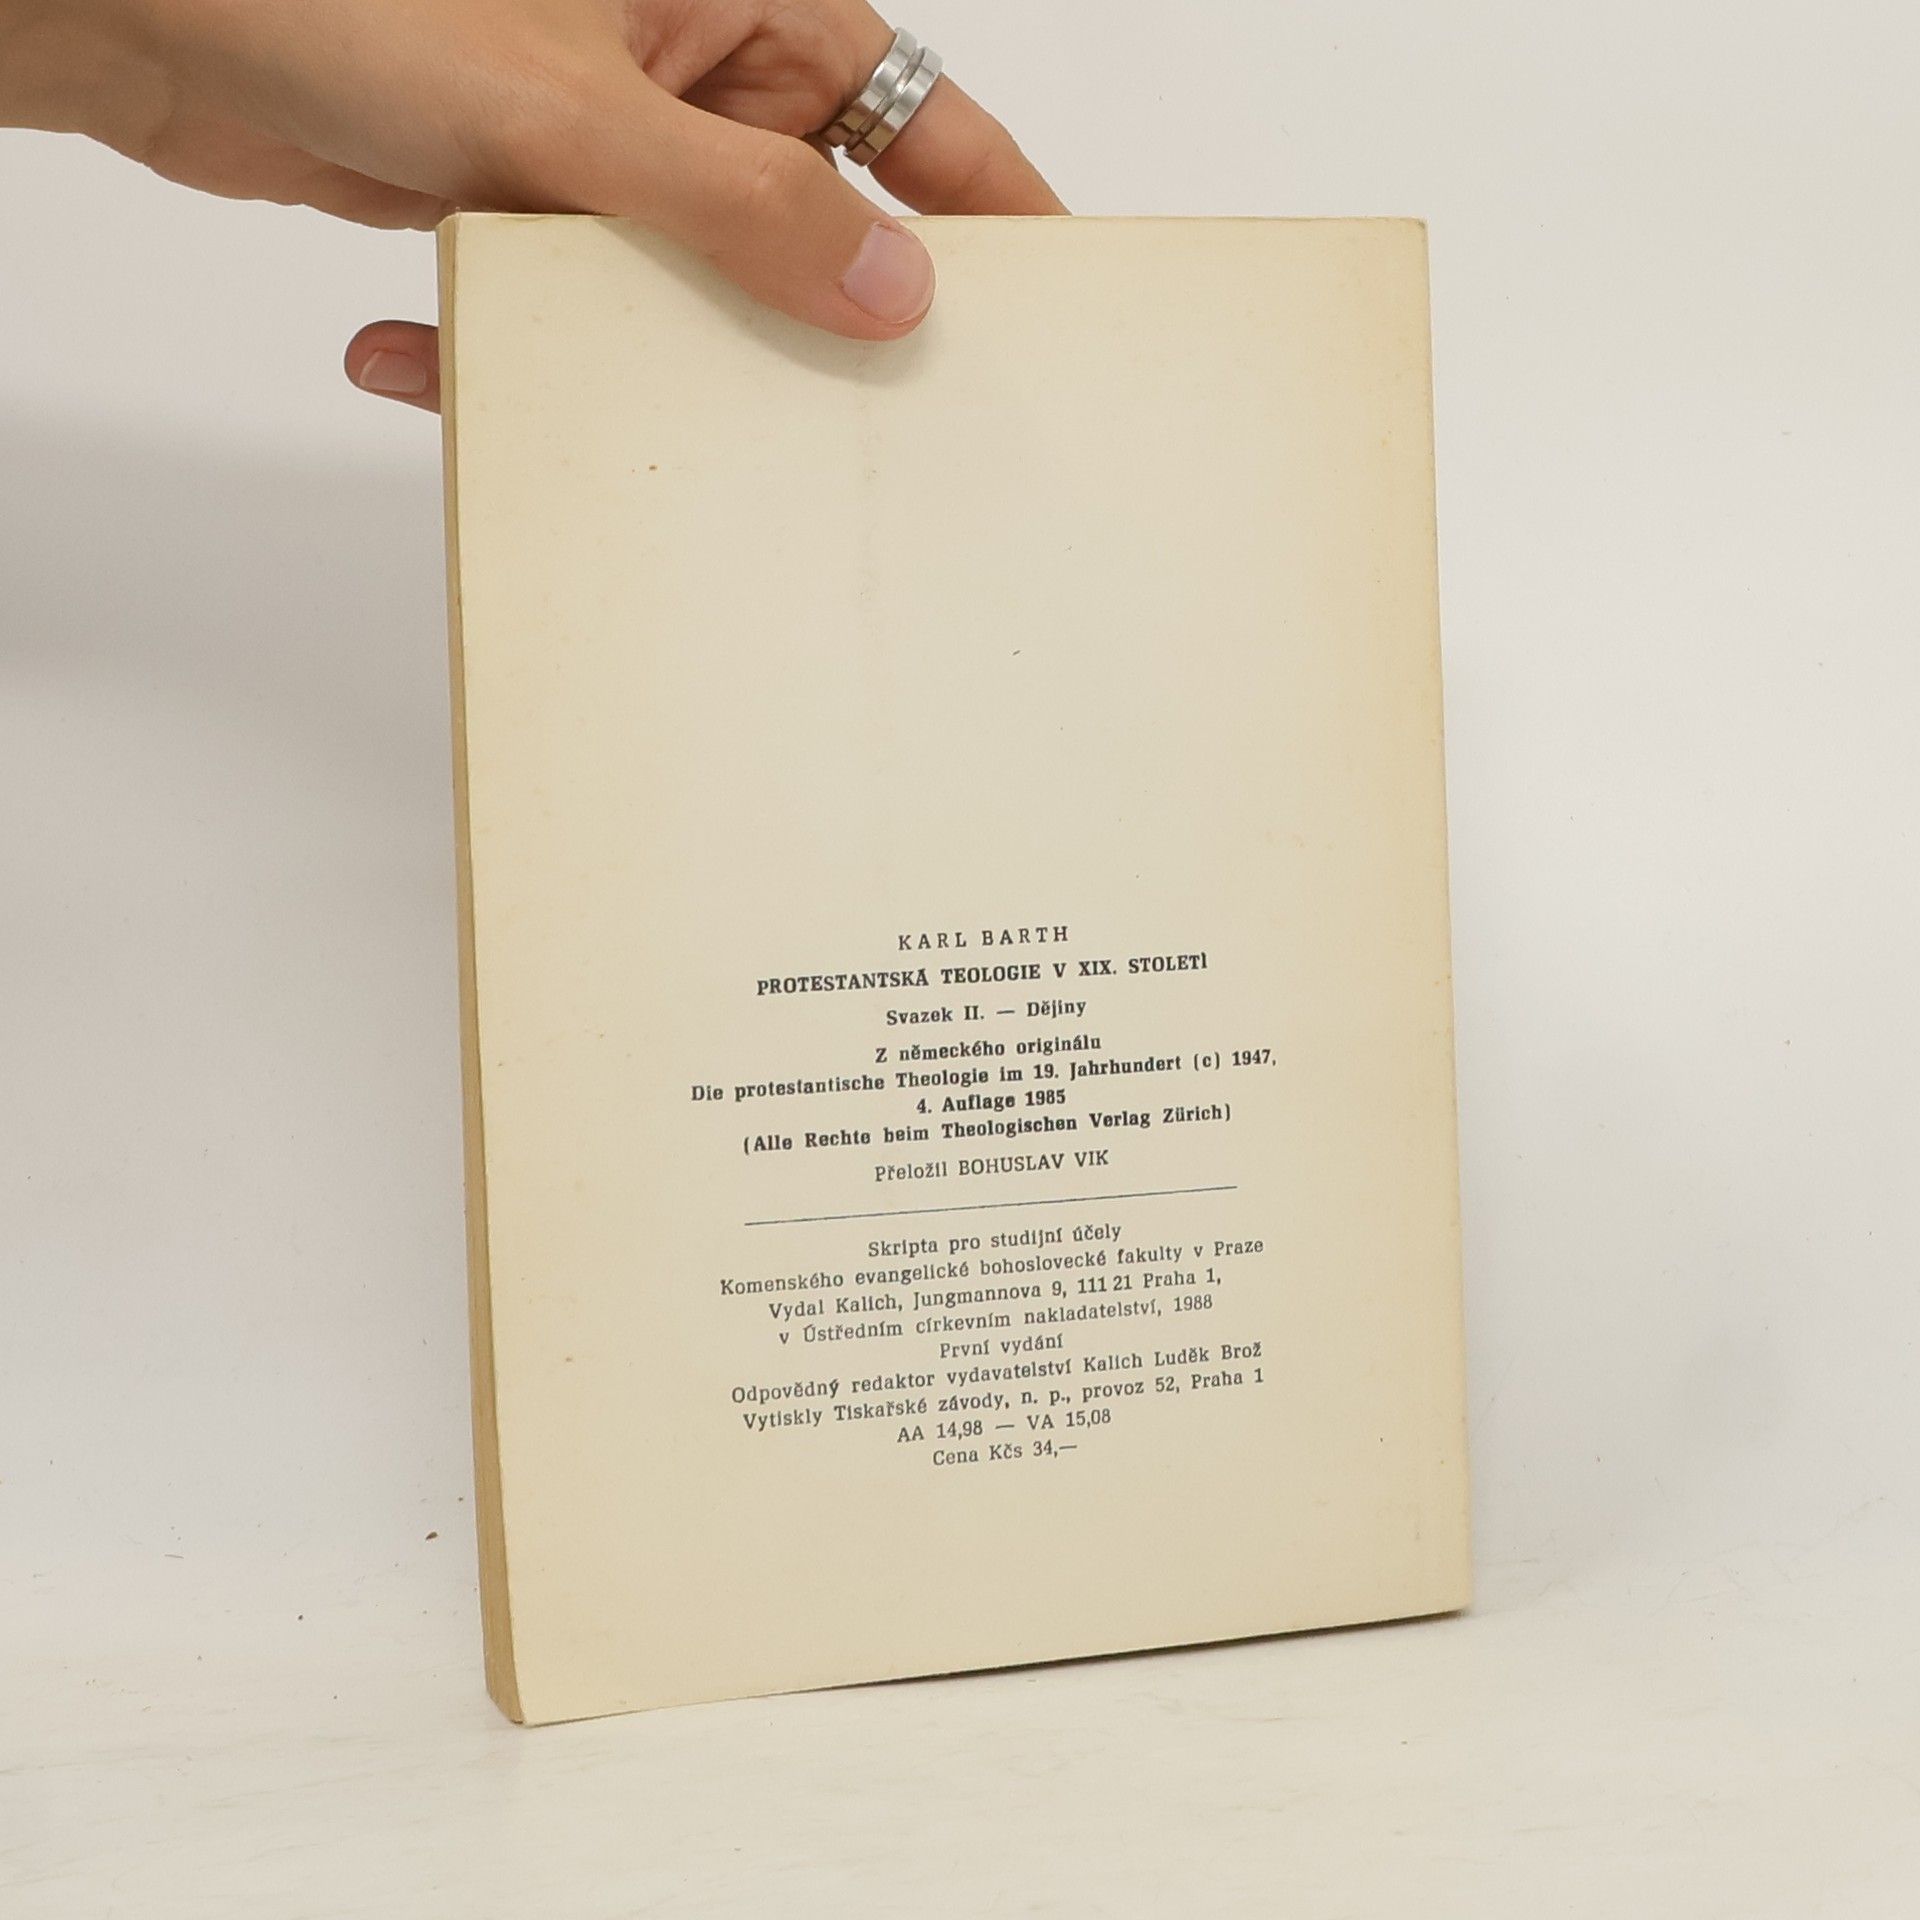 KARL BARTH
PROTESTANTSKÁ TEOLOGIE V XIX. STOLETÍ
Svazek II. — Dějiny
Z německého originálu
Die protestantische Theologie im 19. Jahrhundert (c) 1947,
4. Auflage 1985
(Alle Rechte beim Theologischen Verlag Zürich)
Přeložil BOHUSLAV VIK
Skripta pro studijní účely
Komenského evangelické bohoslovecké fakulty v Praze
Vydal Kalich, Jungmannova 9, 111 21 Praha 1,
v Ústředním církevním nakladatelství, 1988
První vydání
Odpovědný redaktor vydavatelství Kalich Luděk Brož
Vytiskly Tiskařské závody, n. p., provoz 52, Praha 1
AA 14,98 — VA 15,08
Cena Kčs 34,—